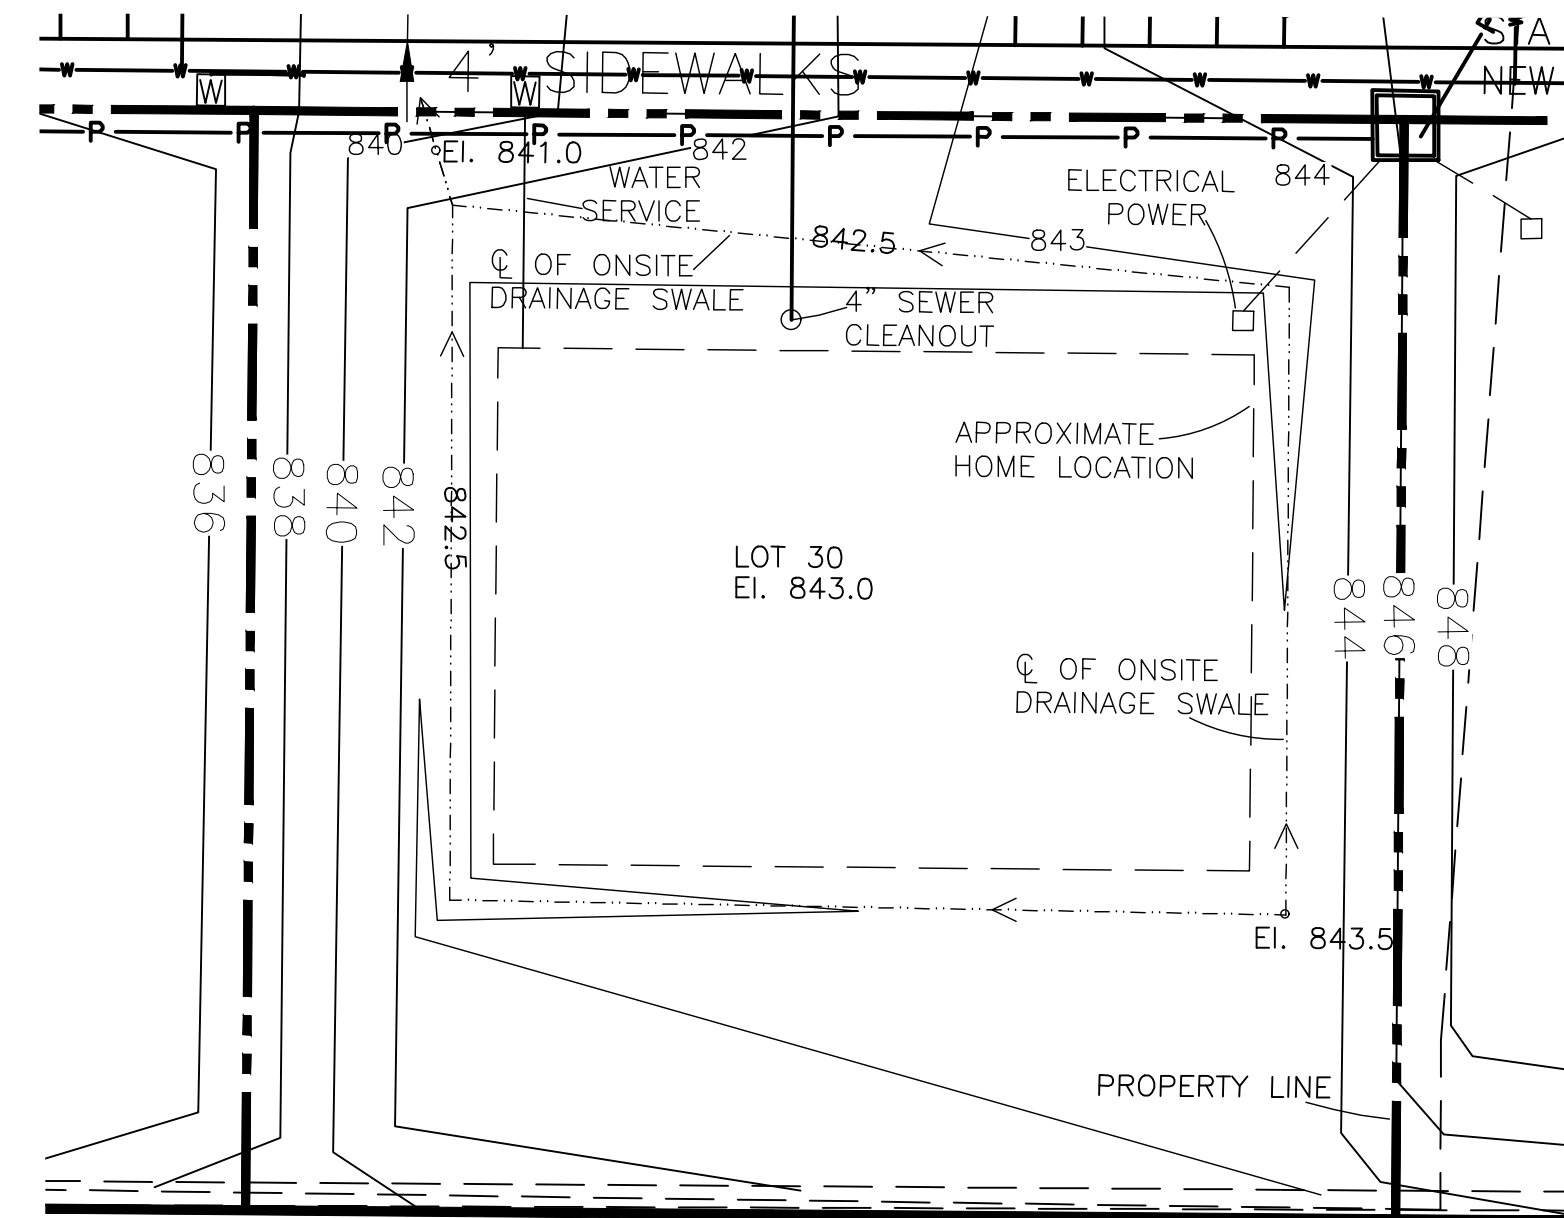 4' SIDEWALKS
STA
NEW
W W W W W W W W W W W W W
W W
P P P P P P P P P
840
El. 841.0
842
WATER
SERVICE
ELECTRICAL
POWER
844
842.5
843
℄ OF ONSITE
DRAINAGE SWALE
4" SEWER
CLEANOUT
APPROXIMATE
HOME LOCATION
836
838
840
842
842.5
LOT 30
El. 843.0
844
846
848
℄ OF ONSITE
DRAINAGE SWALE
El. 843.5
PROPERTY LINE